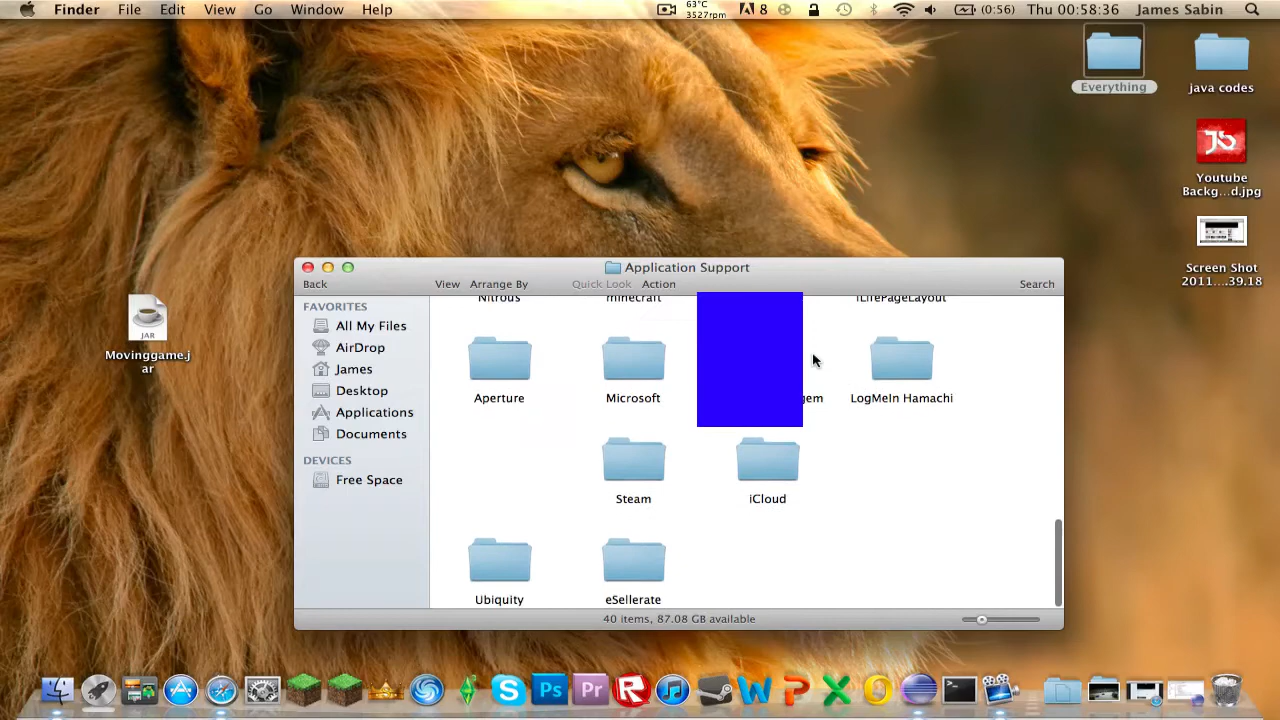 Finder File Edit View Go Window Help
63°C
3527rpm
8
(0:56) Thu 00:58:36 James Sabin
Everything
java codes
Youtube
Backg...d.jpg
Screen Shot
2011....39.18
Movinggame.j
ar
Application Support
Back View Arrange By Quick Look Action Search
FAVORITES
All My Files
AirDrop
James
Desktop
Applications
Documents
DEVICES
Free Space
Nitrous minecraft iLifePageLayout
Aperture Microsoft gem LogMeIn Hamachi
Steam iCloud
Ubiquity eSellerate
40 items, 87.08 GB available
JAR